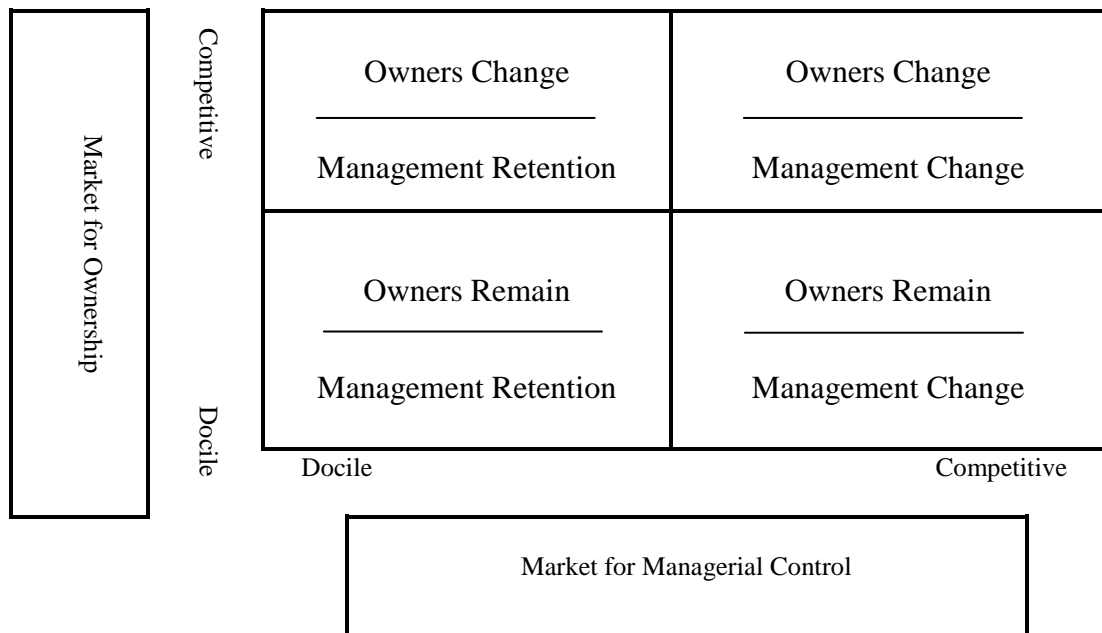 Market for Ownership
Competitive
Docile
Owners Change
Management Retention
Owners Change
Management Change
Owners Remain
Management Retention
Owners Remain
Management Change
Docile
Competitive
Market for Managerial Control